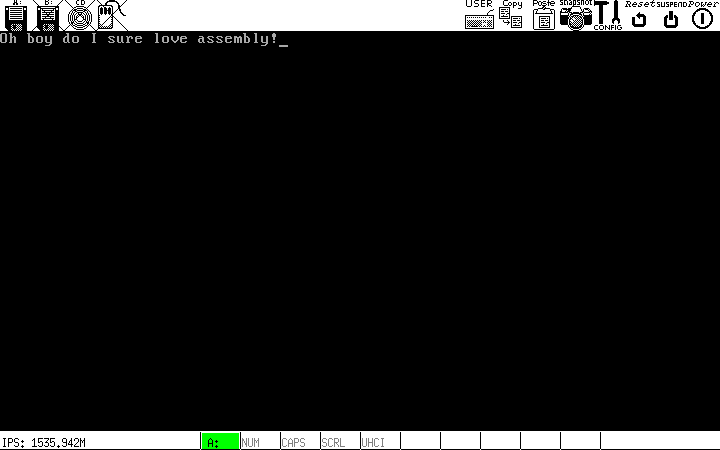 A: B: CD USER Copy Paste Snapshot CONFIG Reset SUSPEND Power
Oh boy do I sure love assembly!_
IPS: 1535.942M A: NUM CAPS SCRL UHCI